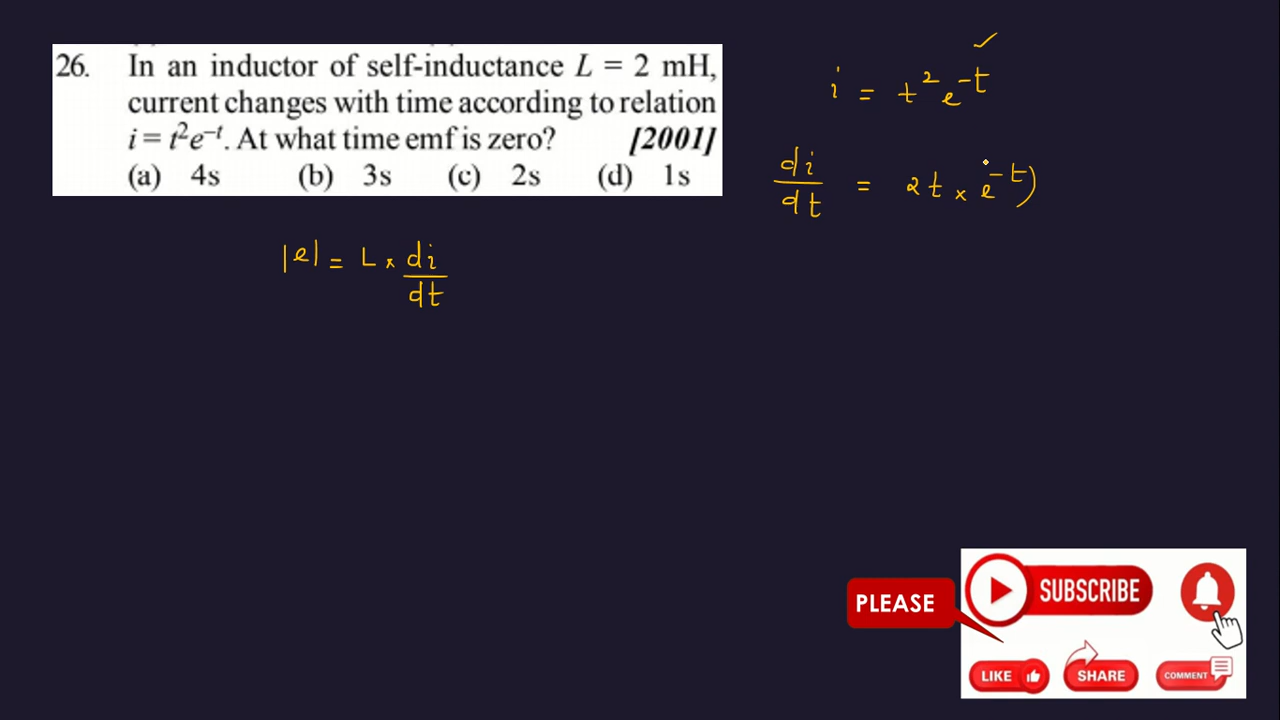 26. In an inductor of self-inductance L = 2 mH,
current changes with time according to relation
i = t²e⁻ᵗ. At what time emf is zero? [2001]
(a) 4s (b) 3s (c) 2s (d) 1s
i = t² e⁻ᵗ ✓
di/dt = 2t × e⁻ᵗ)
|e| = L × di/dt
PLEASE
SUBSCRIBE
LIKE SHARE COMMENT